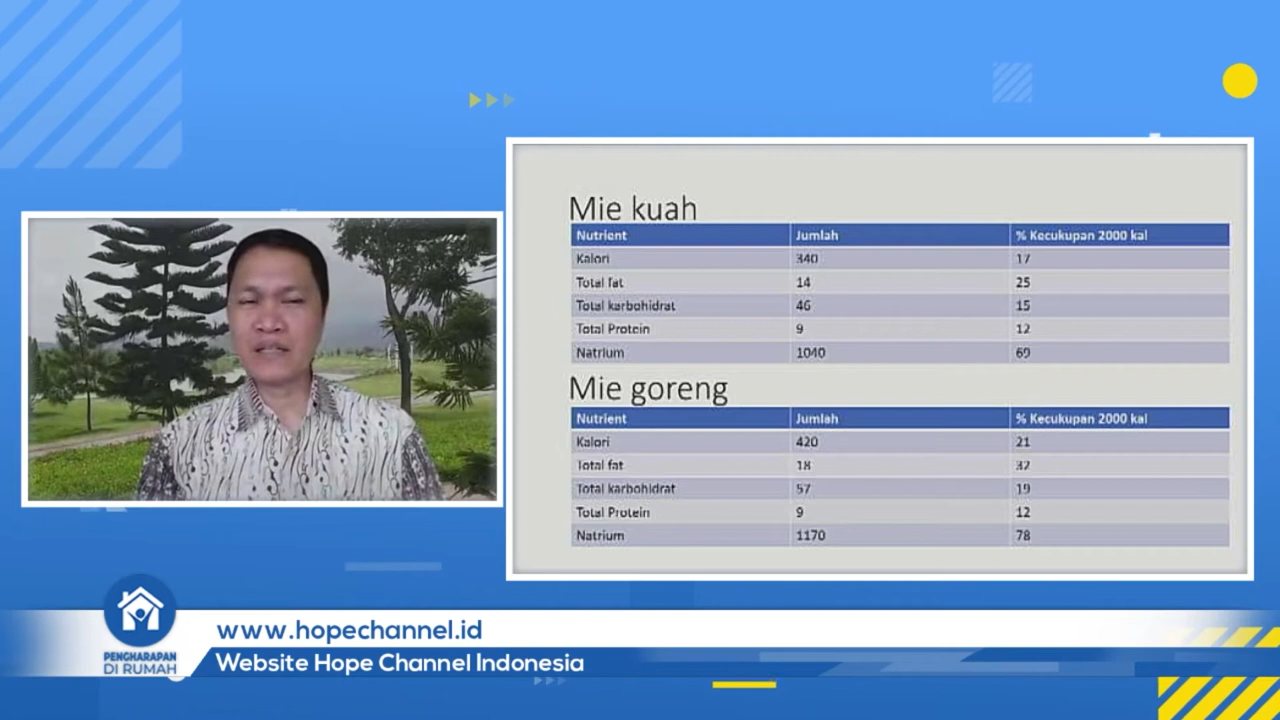 Mie kuah
Nutrient Jumlah % Kecukupan 2000 kal
Kalori 340 17
Total fat 14 25
Total karbohidrat 46 15
Total Protein 9 12
Natrium 1040 69
Mie goreng
Nutrient Jumlah % Kecukupan 2000 kal
Kalori 420 21
Total fat 18 32
Total karbohidrat 57 19
Total Protein 9 12
Natrium 1170 78
www.hopechannel.id
PENGHARAPAN
DI RUMAH
Website Hope Channel Indonesia